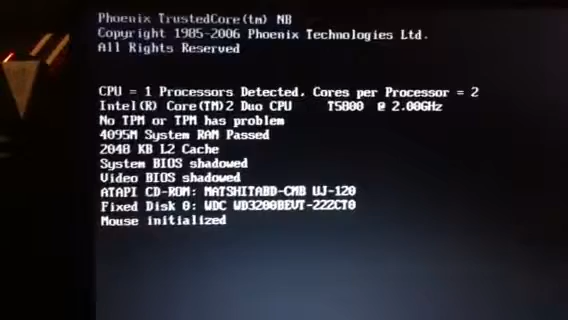 Phoenix TrustedCore(tm) NB
Copyright 1985-2006 Phoenix Technologies Ltd.
All Rights Reserved
CPU = 1 Processors Detected, Cores per Processor = 2
Intel(R) Core(TM)2 Duo CPU T5800 @ 2.00GHz
No TPM or TPM has problem
4095M System RAM Passed
2048 KB L2 Cache
System BIOS shadowed
Video BIOS shadowed
ATAPI CD-ROM: MATSHITABD-CMB UJ-120
Fixed Disk 0: WDC WD3200BEVT-22ZCT0
Mouse initialized